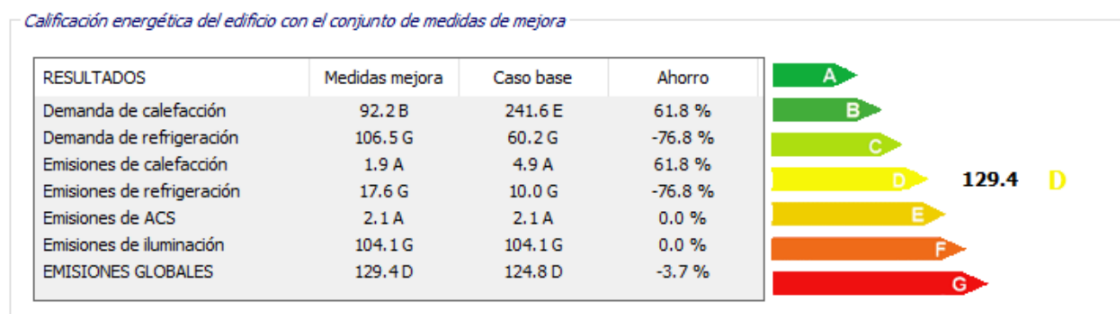 Calificación energética del edificio con el conjunto de medidas de mejora
RESULTADOS Medidas mejora Caso base Ahorro
Demanda de calefacción 92.2 B 241.6 E 61.8 %
Demanda de refrigeración 106.5 G 60.2 G -76.8 %
Emisiones de calefacción 1.9 A 4.9 A 61.8 %
Emisiones de refrigeración 17.6 G 10.0 G -76.8 %
Emisiones de ACS 2.1 A 2.1 A 0.0 %
Emisiones de iluminación 104.1 G 104.1 G 0.0 %
EMISIONES GLOBALES 129.4 D 124.8 D -3.7 %
A
B
C
D 129.4 D
E
F
G